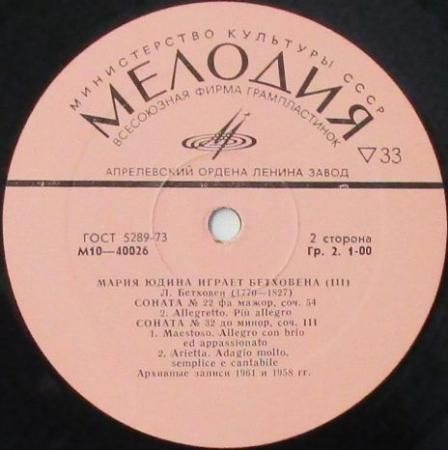 МИНИСТЕРСТВО КУЛЬТУРЫ СССР
МЕЛОДИЯ
ВСЕСОЮЗНАЯ ФИРМА ГРАМПЛАСТИНОК
▽33
АПРЕЛЕВСКИЙ ОРДЕНА ЛЕНИНА ЗАВОД
ГОСТ 5289-73
М10—40026
2 сторона
Гр. 2. 1-00
МАРИЯ ЮДИНА ИГРАЕТ БЕТХОВЕНА (III)
Л. Бетховен (1770—1827)
СОНАТА № 22 фа мажор, соч. 54
2. Allegretto. Più allegro
СОНАТА № 32 до минор, соч. III
1. Maestoso. Allegro con brio
ed appassionato
2. Arietta. Adagio molto,
semplice e cantabile
Архивные записи 1961 и 1958 гг.